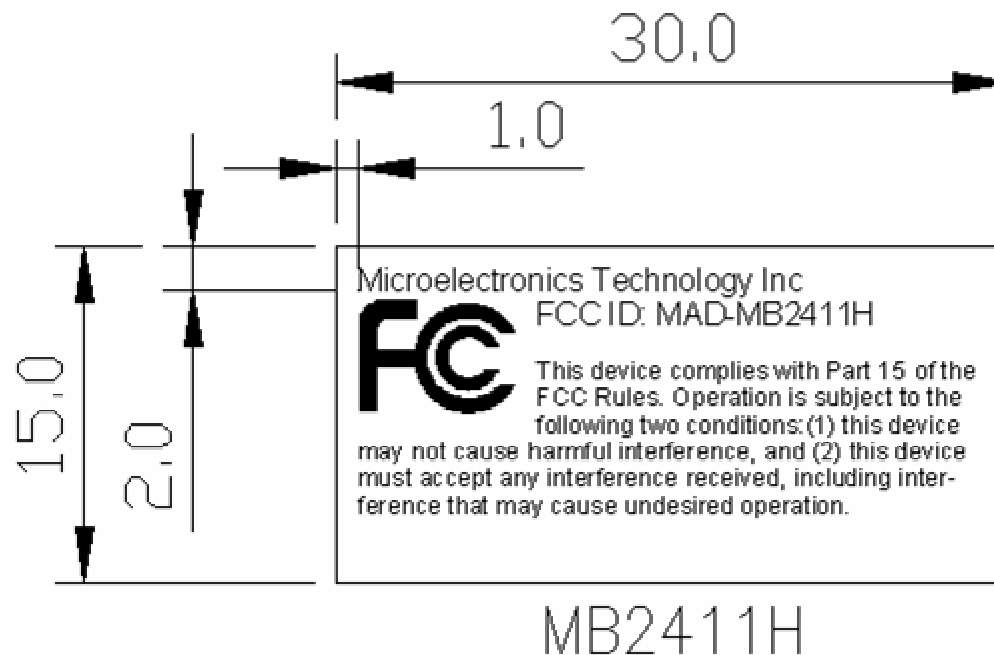 30.0
1.0
15.0
2.0
Microelectronics Technology Inc
FC
FCC ID: MAD-MB2411H
This device complies with Part 15 of the
FCC Rules. Operation is subject to the
following two conditions:(1) this device
may not cause harmful interference, and (2) this device
must accept any interference received, including inter-
ference that may cause undesired operation.
MB2411H